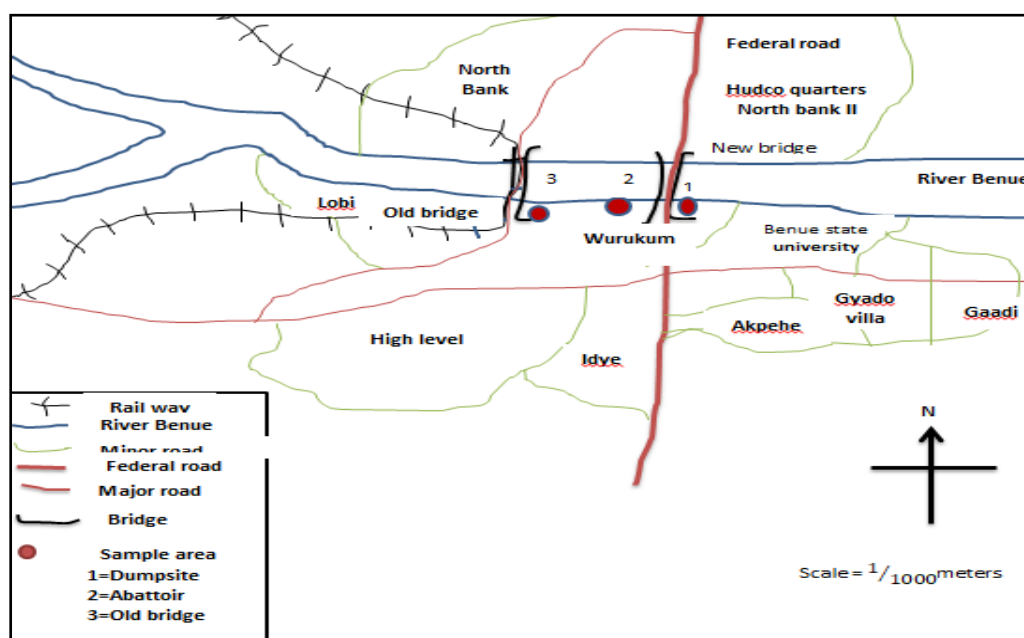 Federal road
North
Bank
Hudco quarters
North bank II
New bridge
3
2
1
River Benue
Lobi
Old bridge
Wurukum
Benue state
university
Gyado
villa
Gaadi
Akpehe
High level
Idye
Rail way
River Benue
Minor road
Federal road
Major road
Bridge
Sample area
1=Dumpsite
2=Abattoir
3=Old bridge
N
Scale= 1/1000meters